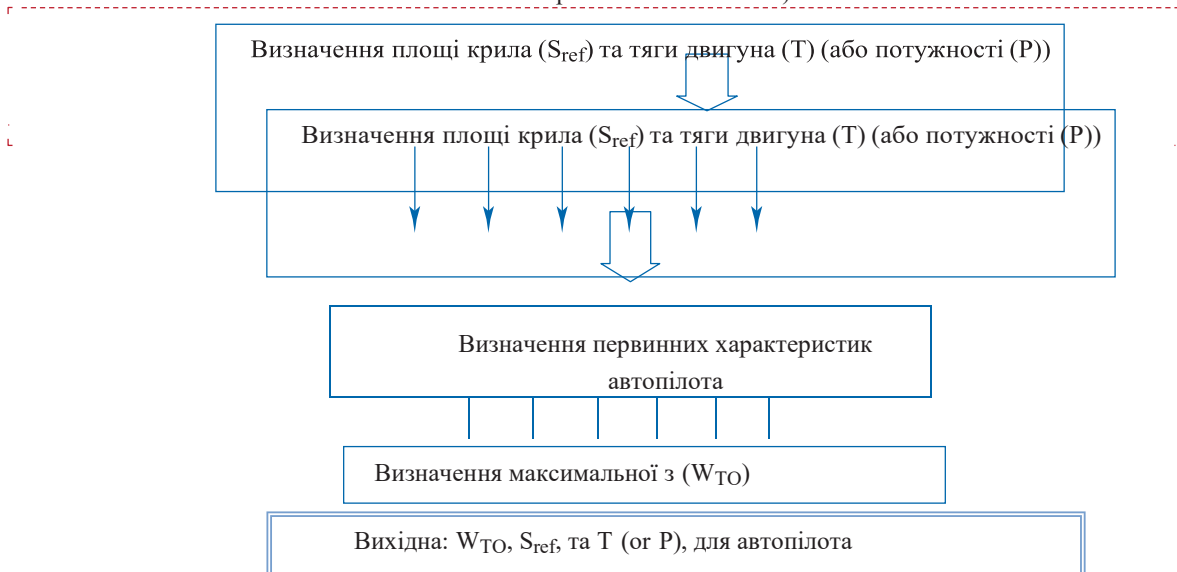 Визначення площі крила (Sref) та тяги двигуна (T) (або потужності (P))
Визначення площі крила (Sref) та тяги двигуна (T) (або потужності (P))
Визначення первинних характеристик
автопілота
Визначення максимальної з (WTO)
Вихідна: WTO, Sref, та T (or P), для автопілота